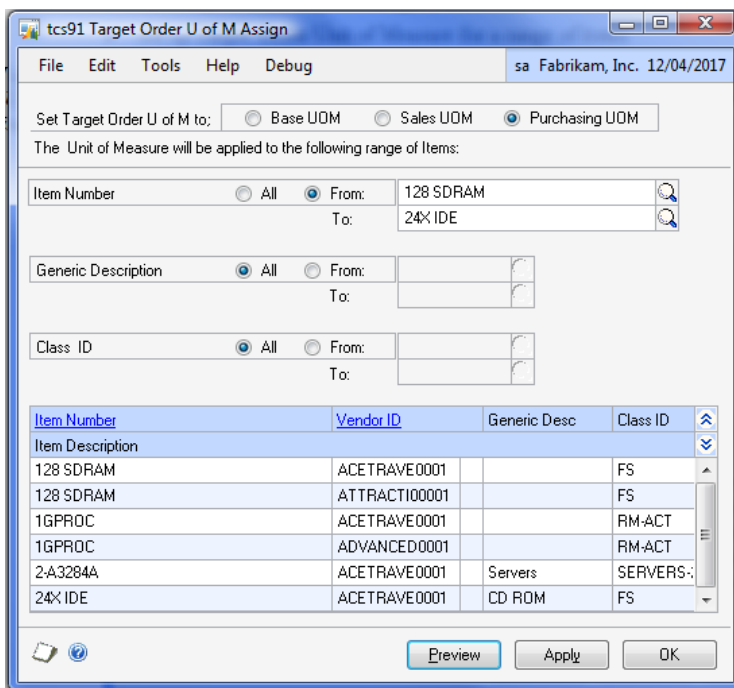 tcs91 Target Order U of M Assign
File Edit Tools Help Debug sa Fabrikam, Inc. 12/04/2017
Set Target Order U of M to; Base UOM Sales UOM Purchasing UOM
The Unit of Measure will be applied to the following range of Items:
Item Number All From: 128 SDRAM
To: 24X IDE
Generic Description All From:
To:
Class ID All From:
To:
Item Number Vendor ID Generic Desc Class ID
Item Description
128 SDRAM ACETRAVE0001 FS
128 SDRAM ATTRACTI00001 FS
1GPROC ACETRAVE0001 RM-ACT
1GPROC ADVANCED0001 RM-ACT
2-A3284A ACETRAVE0001 Servers SERVERS-
24X IDE ACETRAVE0001 CD ROM FS
Preview Apply OK